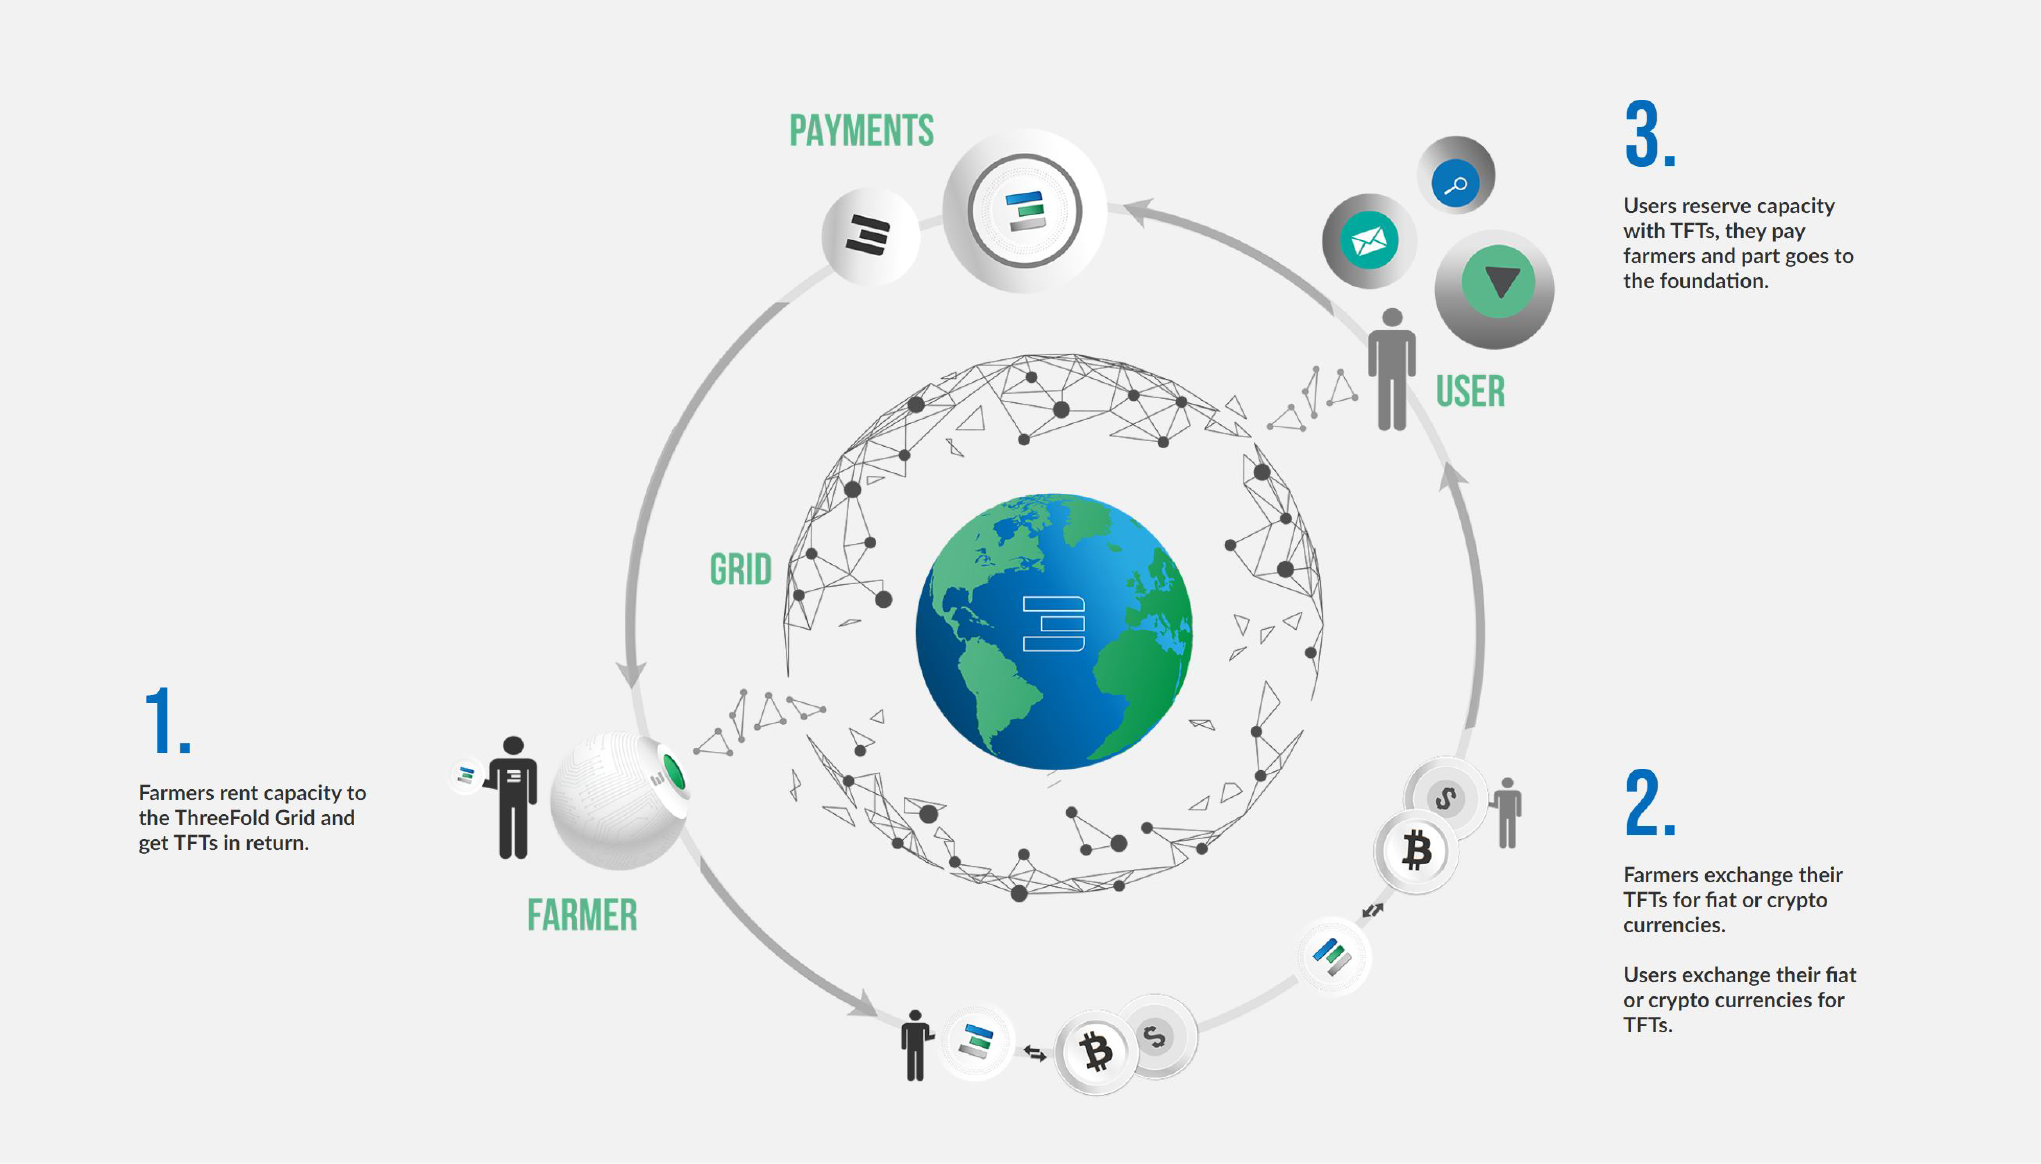 PAYMENTS
3.
Users reserve capacity
with TFTs, they pay
farmers and part goes to
the foundation.
USER
GRID
1.
Farmers rent capacity to
the ThreeFold Grid and
get TFTs in return.
FARMER
2.
Farmers exchange their
TFTs for fiat or crypto
currencies.
Users exchange their fiat
or crypto currencies for
TFTs.